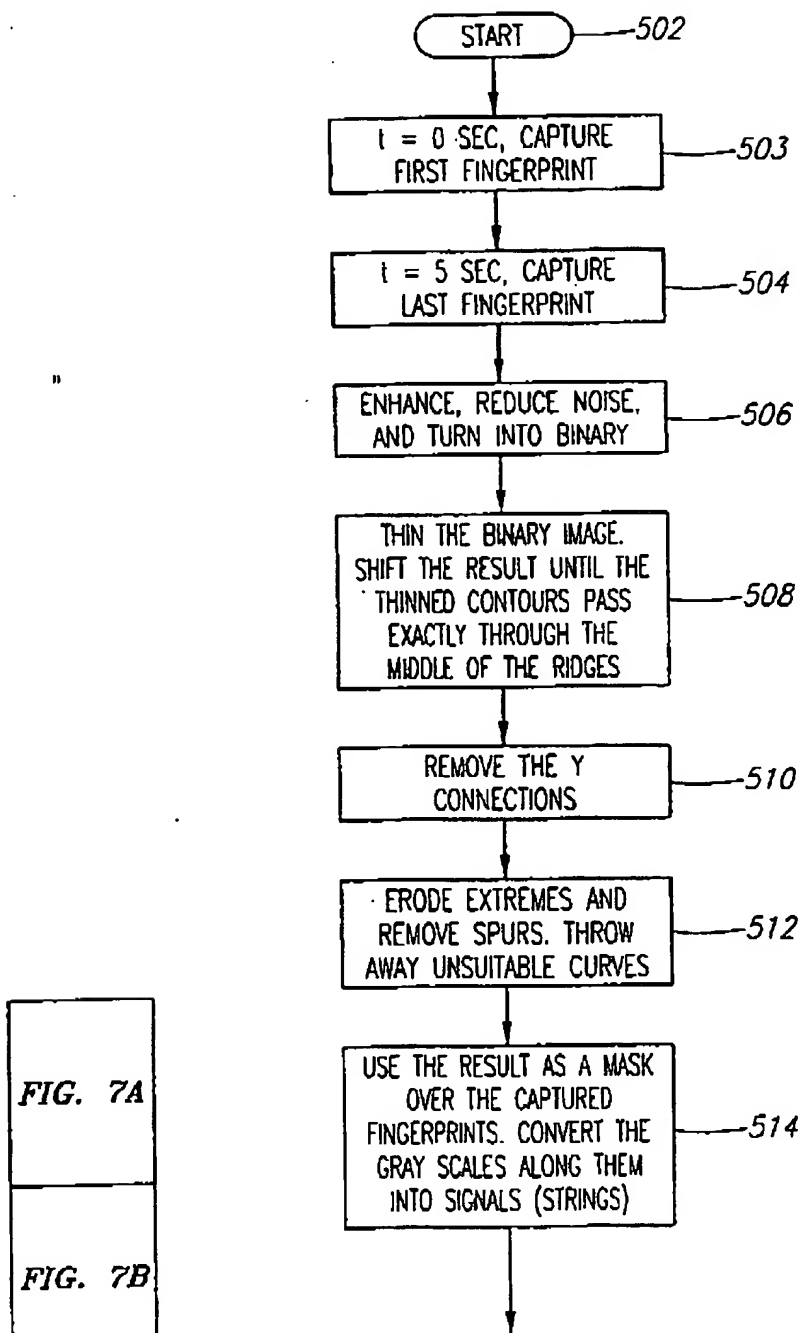 START
502
t = 0 SEC, CAPTURE
FIRST FINGERPRINT
503
t = 5 SEC, CAPTURE
LAST FINGERPRINT
504
ENHANCE, REDUCE NOISE,
AND TURN INTO BINARY
506
THIN THE BINARY IMAGE.
SHIFT THE RESULT UNTIL THE
THINNED CONTOURS PASS
EXACTLY THROUGH THE
MIDDLE OF THE RIDGES
508
REMOVE THE Y
CONNECTIONS
510
ERODE EXTREMES AND
REMOVE SPURS. THROW
AWAY UNSUITABLE CURVES
512
USE THE RESULT AS A MASK
OVER THE CAPTURED
FINGERPRINTS. CONVERT THE
GRAY SCALES ALONG THEM
INTO SIGNALS (STRINGS)
514
FIG. 7A
FIG. 7B